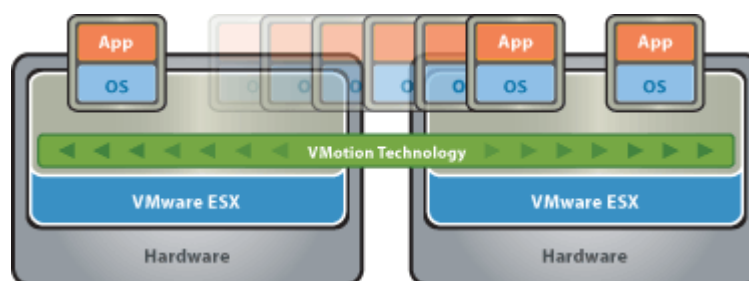 App
OS
App
OS
App
OS
VMotion Technology
VMware ESX
VMware ESX
Hardware
Hardware